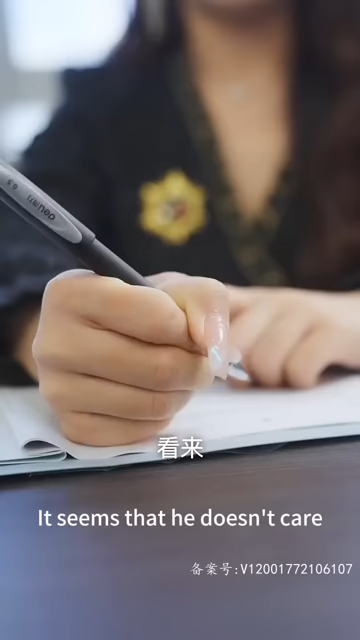 看来
It seems that he doesn't care
备案号:V12001772106107